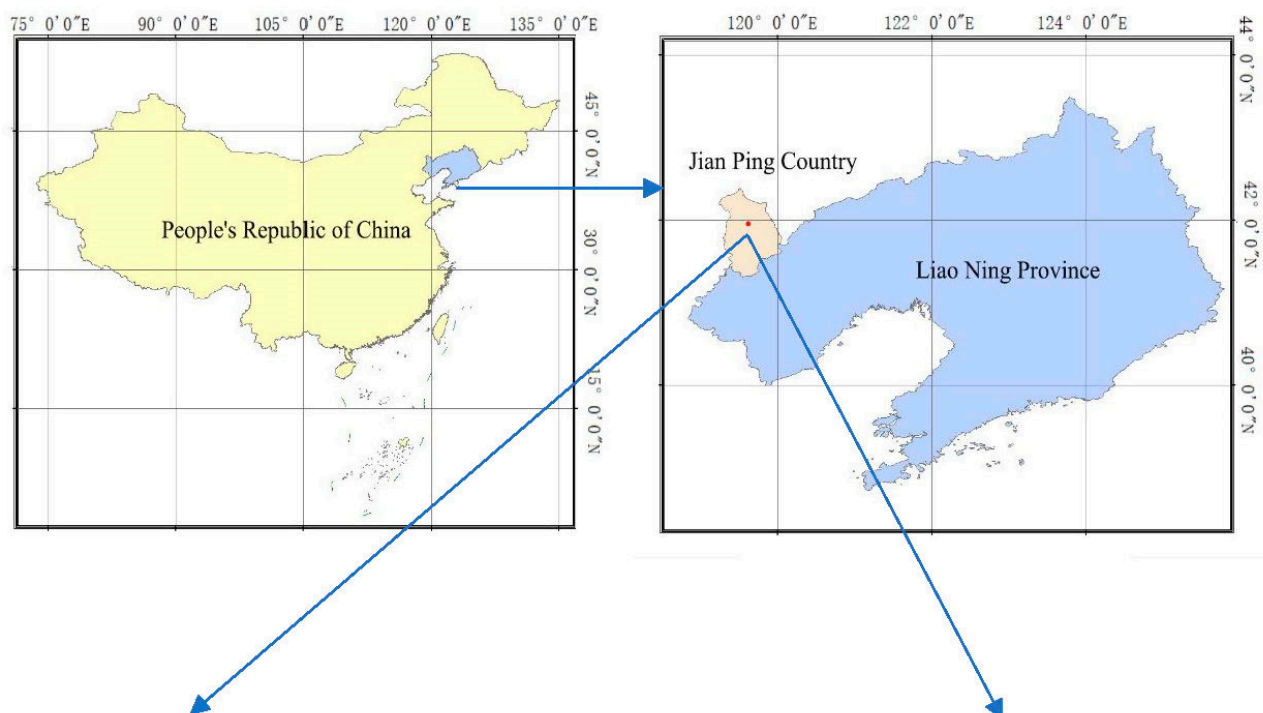 75° 0′ 0″E 90° 0′ 0″E 105° 0′ 0″E 120° 0′ 0″E 135° 0′ 0″E
45° 0′ 0″N
30° 0′ 0″N
15° 0′ 0″N
People's Republic of China
120° 0′ 0″E 122° 0′ 0″E 124° 0′ 0″E
44° 0′ 0″N
42° 0′ 0″N
40° 0′ 0″N
Jian Ping Country
Liao Ning Province